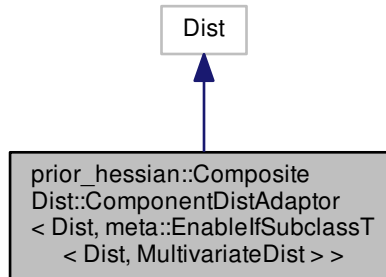 Dist
prior_hessian::Composite
Dist::ComponentDistAdaptor
< Dist, meta::EnableIfSubclassT
< Dist, MultivariateDist > >